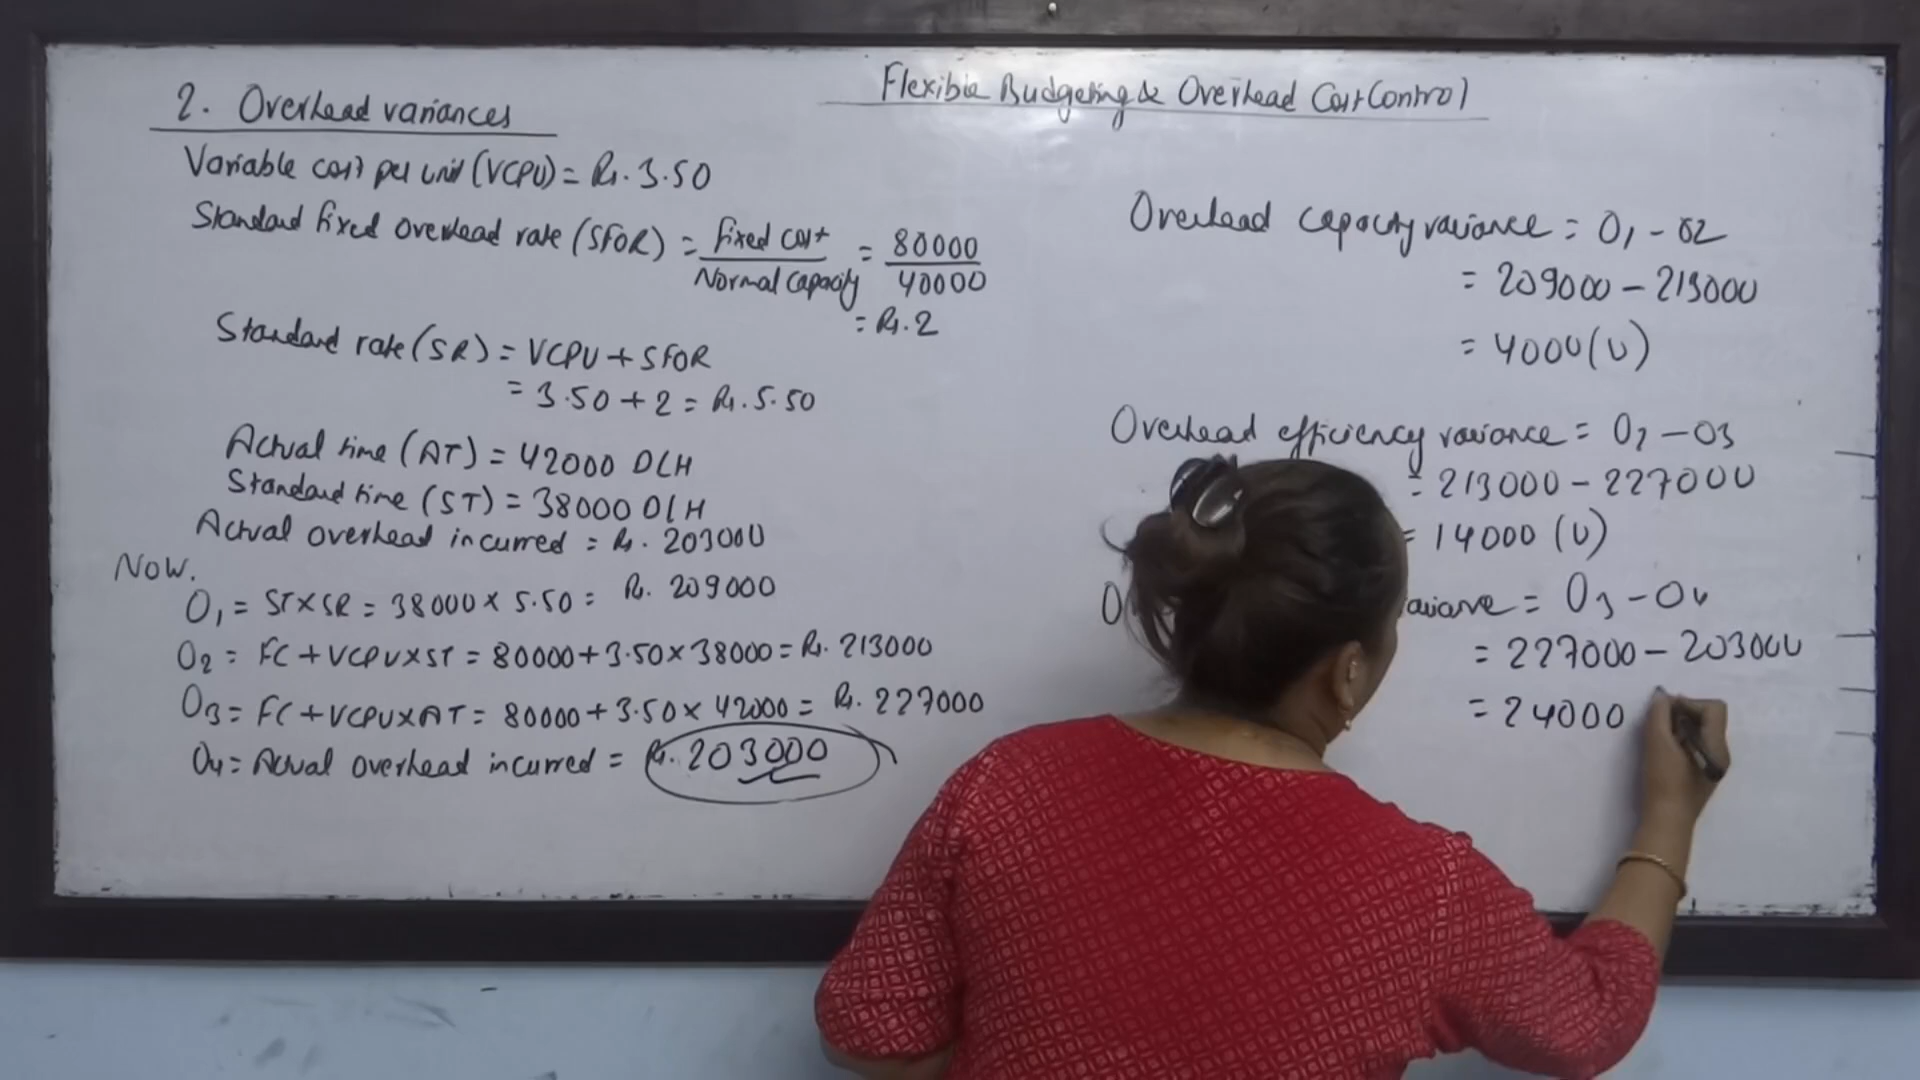 Flexible Budgeting & Overhead Cost Control
2. Overhead variances
Variable cost per unit (VCPU) = Rs. 3.50
Standard fixed overhead rate (SFOR) = Fixed cost / Normal capacity = 80000 / 40000
= Rs. 2
Standard rate (SR) = VCPU + SFOR
= 3.50 + 2 = Rs. 5.50
Actual time (AT) = 42000 DLH
Standard time (ST) = 38000 DLH
Actual overhead incurred = Rs. 203000
Now,
O1 = ST X SR = 38000 X 5.50 = Rs. 209000
O2 = FC + VCPU X ST = 80000 + 3.50 X 38000 = Rs. 213000
O3 = FC + VCPU X AT = 80000 + 3.50 X 42000 = Rs. 227000
O4 = Actual overhead incurred = Rs. 203000
Overhead capacity variance = O1 - O2
= 209000 - 213000
= 4000 (U)
Overhead efficiency variance = O2 - O3
= 213000 - 227000
= 14000 (U)
variance = O3 - O4
= 227000 - 203000
= 24000